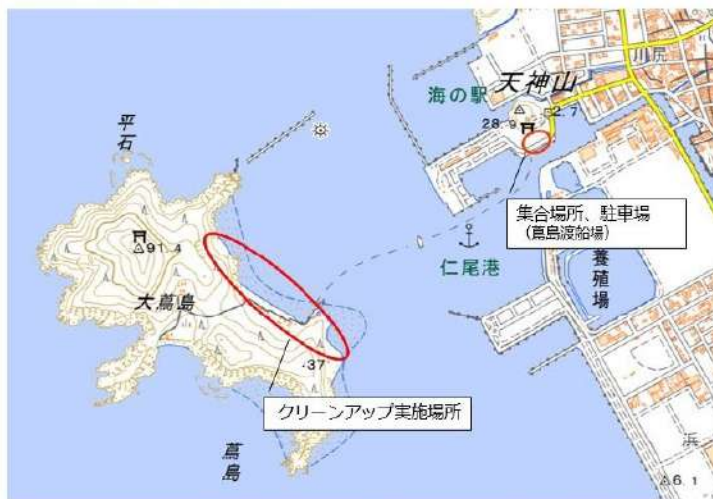 川尻
天神山
海の駅
2.7
28.9
平石
集合場所、駐車場
(蔦島渡船場)
仁尾港
養殖場
91.4
大蔦島
37
クリーンアップ実施場所
蔦島
浜
6.1